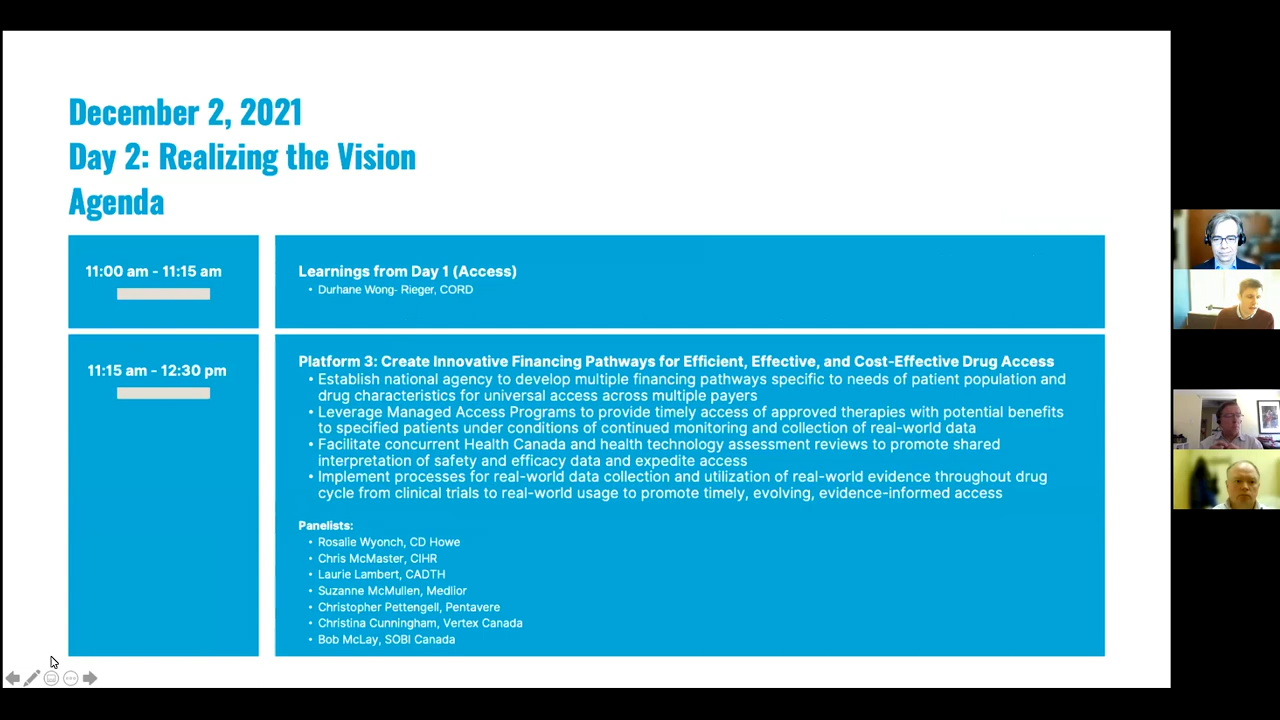 December 2, 2021
Day 2: Realizing the Vision
Agenda
11:00 am - 11:15 am
Learnings from Day 1 (Access)
• Durhane Wong- Rieger, CORD
11:15 am - 12:30 pm
Platform 3: Create Innovative Financing Pathways for Efficient, Effective, and Cost-Effective Drug Access
• Establish national agency to develop multiple financing pathways specific to needs of patient population and
drug characteristics for universal access across multiple payers
• Leverage Managed Access Programs to provide timely access of approved therapies with potential benefits
to specified patients under conditions of continued monitoring and collection of real-world data
• Facilitate concurrent Health Canada and health technology assessment reviews to promote shared
interpretation of safety and efficacy data and expedite access
• Implement processes for real-world data collection and utilization of real-world evidence throughout drug
cycle from clinical trials to real-world usage to promote timely, evolving, evidence-informed access
Panelists:
• Rosalie Wyonch, CD Howe
• Chris McMaster, CIHR
• Laurie Lambert, CADTH
• Suzanne McMullen, Medlior
• Christopher Pettengell, Pentavere
• Christina Cunningham, Vertex Canada
• Bob McLay, SOBI Canada